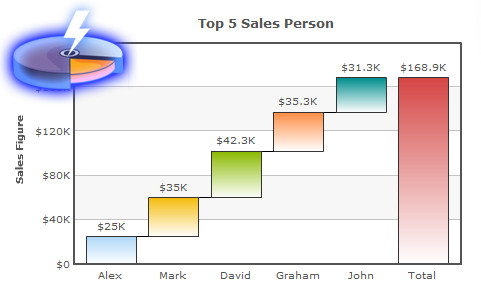 Top 5 Sales Person
$31.3K
$168.9K
$35.3K
$120K
$42.3K
$80K
$35K
$40K
$25K
$0
Sales Figure
Alex
Mark
David
Graham
John
Total